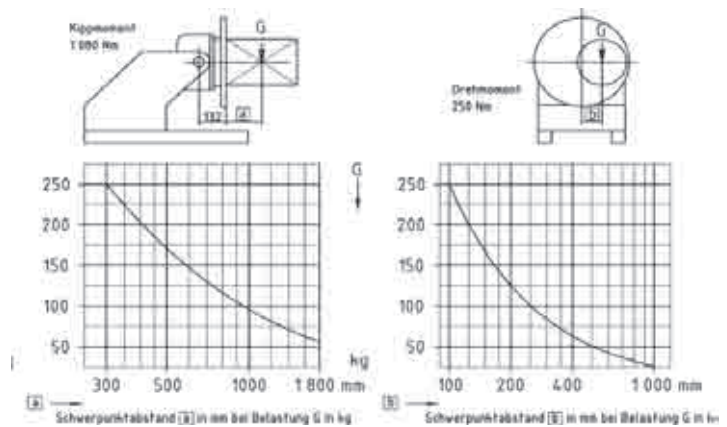 Kippmoment
1 080 Nm
G
132
a
Drehmoment
250 Nm
G
b
250
200
150
100
50
300 500 1000 1 800 mm
G
kg
250
200
150
100
50
100 200 400 1 000 mm
a
Schwerpunktabstand a in mm bei Belastung G in kg
b
Schwerpunktabstand b in mm bei Belastung G in